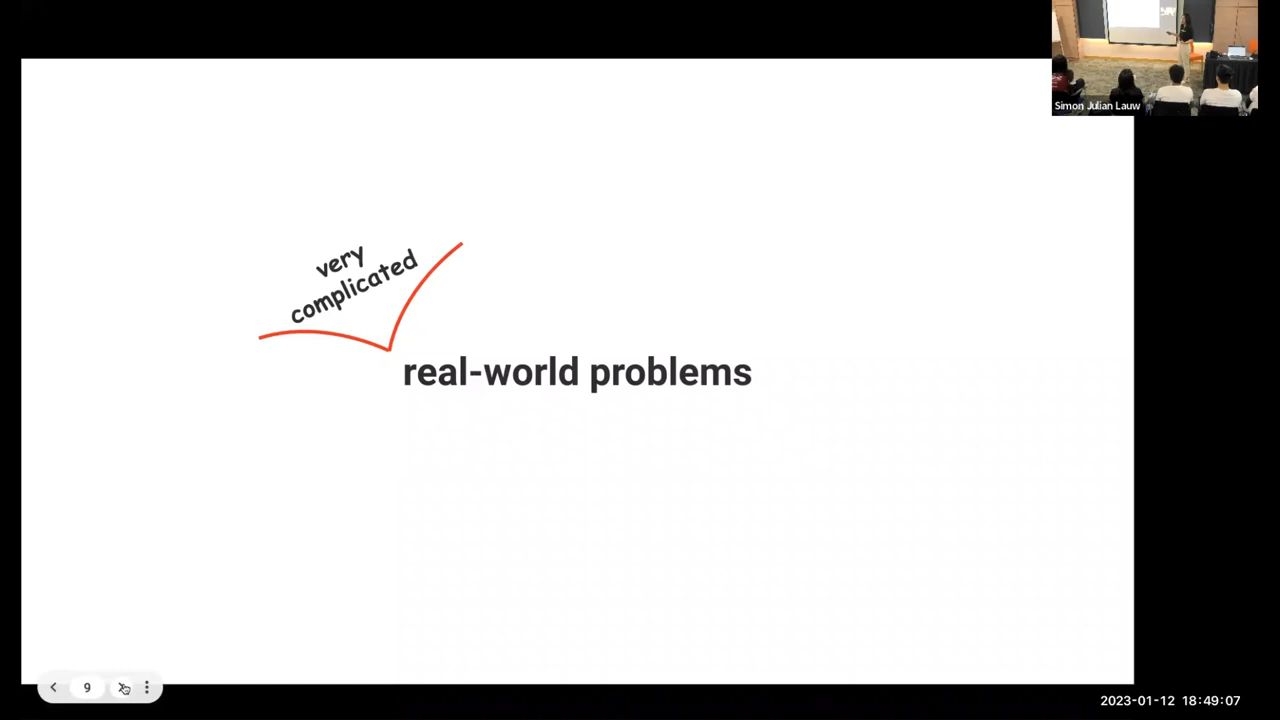 Simon Julian Lauw
very
complicated
real-world problems
9
2023-01-12 18:49:07